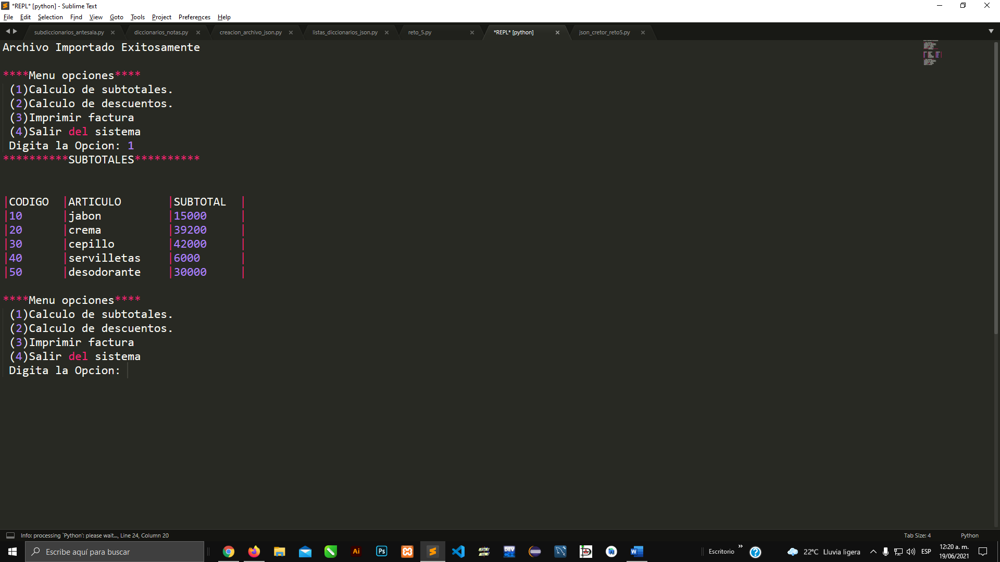 *REPL* [python] - Sublime Text
File Edit Selection Find View Goto Tools Project Preferences Help
subdiccionarios_antesala.py diccionarios_notas.py creacion_archivo_json.py listas_diccionarios_json.py reto_5.py *REPL* [python] json_cretor_reto5.py
Archivo Importado Exitosamente
****Menu opciones****
(1)Calculo de subtotales.
(2)Calculo de descuentos.
(3)Imprimir factura
(4)Salir del sistema
Digita la Opcion: 1
**********SUBTOTALES**********
|CODIGO |ARTICULO |SUBTOTAL |
|10 |jabon |15000 |
|20 |crema |39200 |
|30 |cepillo |42000 |
|40 |servilletas |6000 |
|50 |desodorante |30000 |
****Menu opciones****
(1)Calculo de subtotales.
(2)Calculo de descuentos.
(3)Imprimir factura
(4)Salir del sistema
Digita la Opcion:
Info: processing `Python': please wait..., Line 24, Column 20 Tab Size: 4 Python
Escribe aquí para buscar Ai Ps DEV W Escritorio » 22°C Lluvia ligera ESP 12:20 a. m.
19/06/2021